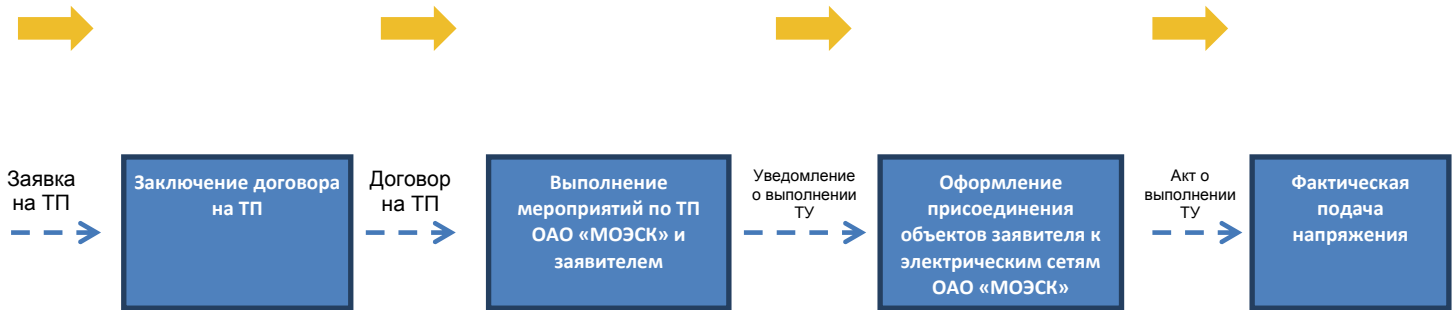 Заявка
на ТП
Заключение договора
на ТП
Договор
на ТП
Выполнение
мероприятий по ТП
ОАО «МОЭСК» и
заявителем
Уведомление
о выполнении
ТУ
Оформление
присоединения
объектов заявителя к
электрическим сетям
ОАО «МОЭСК»
Акт о
выполнении
ТУ
Фактическая
подача
напряжения